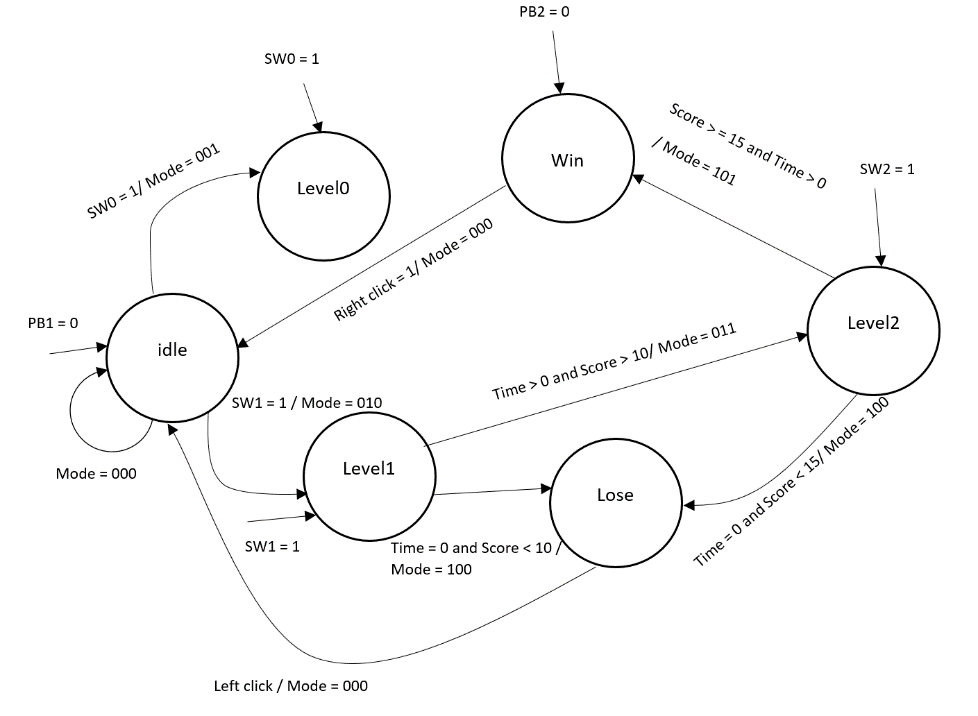 PB2 = 0
SW0 = 1
Score > = 15 and Time > 0
/ Mode = 101
SW0 = 1/ Mode = 001
Win
SW2 = 1
Level0
Right click = 1/ Mode = 000
PB1 = 0
idle
Level2
Time > 0 and Score > 10/ Mode = 011
SW1 = 1 / Mode = 010
Mode = 000
Level1
Lose
Time = 0 and Score < 15/ Mode = 100
SW1 = 1
Time = 0 and Score < 10 /
Mode = 100
Left click / Mode = 000